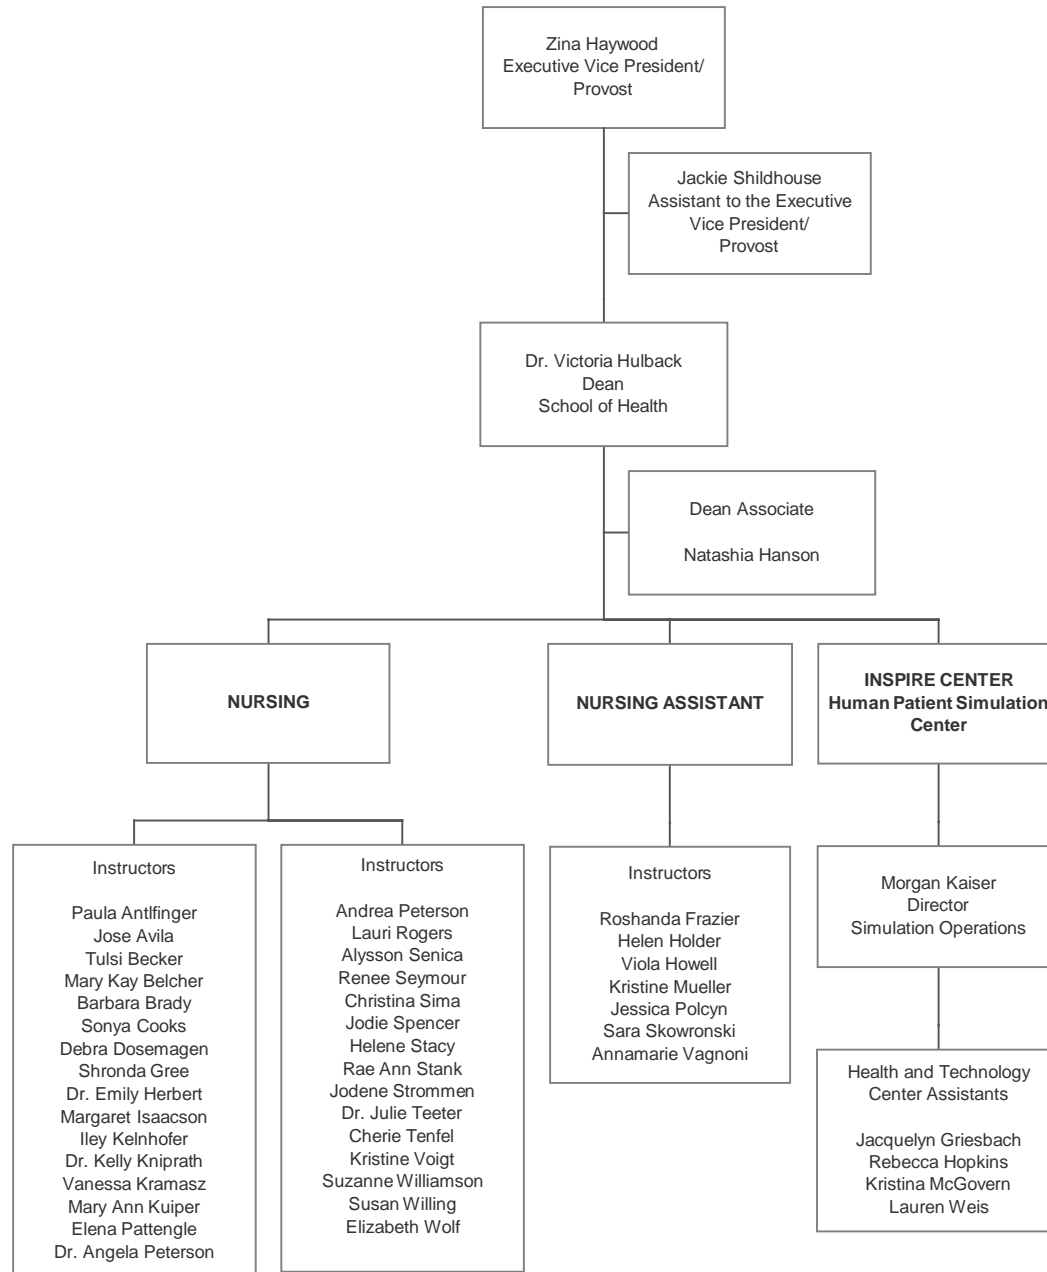 Zina Haywood
Executive Vice President/
Provost
Jackie Shildhouse
Assistant to the Executive
Vice President/
Provost
Dr. Victoria Hulback
Dean
School of Health
Dean Associate
Natashia Hanson
NURSING
NURSING ASSISTANT
INSPIRE CENTER
Human Patient Simulation
Center
Instructors
Paula Antlfinger
Jose Avila
Tulsi Becker
Mary Kay Belcher
Barbara Brady
Sonya Cooks
Debra Dosemagen
Shronda Gree
Dr. Emily Herbert
Margaret Isaacson
Iley Kelnhofer
Dr. Kelly Kniprath
Vanessa Kramasz
Mary Ann Kuiper
Elena Pattengle
Dr. Angela Peterson
Instructors
Andrea Peterson
Lauri Rogers
Alysson Senica
Renee Seymour
Christina Sima
Jodie Spencer
Helene Stacy
Rae Ann Stank
Jodene Strommen
Dr. Julie Teeter
Cherie Tenfel
Kristine Voigt
Suzanne Williamson
Susan Willing
Elizabeth Wolf
Instructors
Roshanda Frazier
Helen Holder
Viola Howell
Kristine Mueller
Jessica Polcyn
Sara Skowronski
Annamarie Vagnoni
Morgan Kaiser
Director
Simulation Operations
Health and Technology
Center Assistants
Jacquelyn Griesbach
Rebecca Hopkins
Kristina McGovern
Lauren Weis